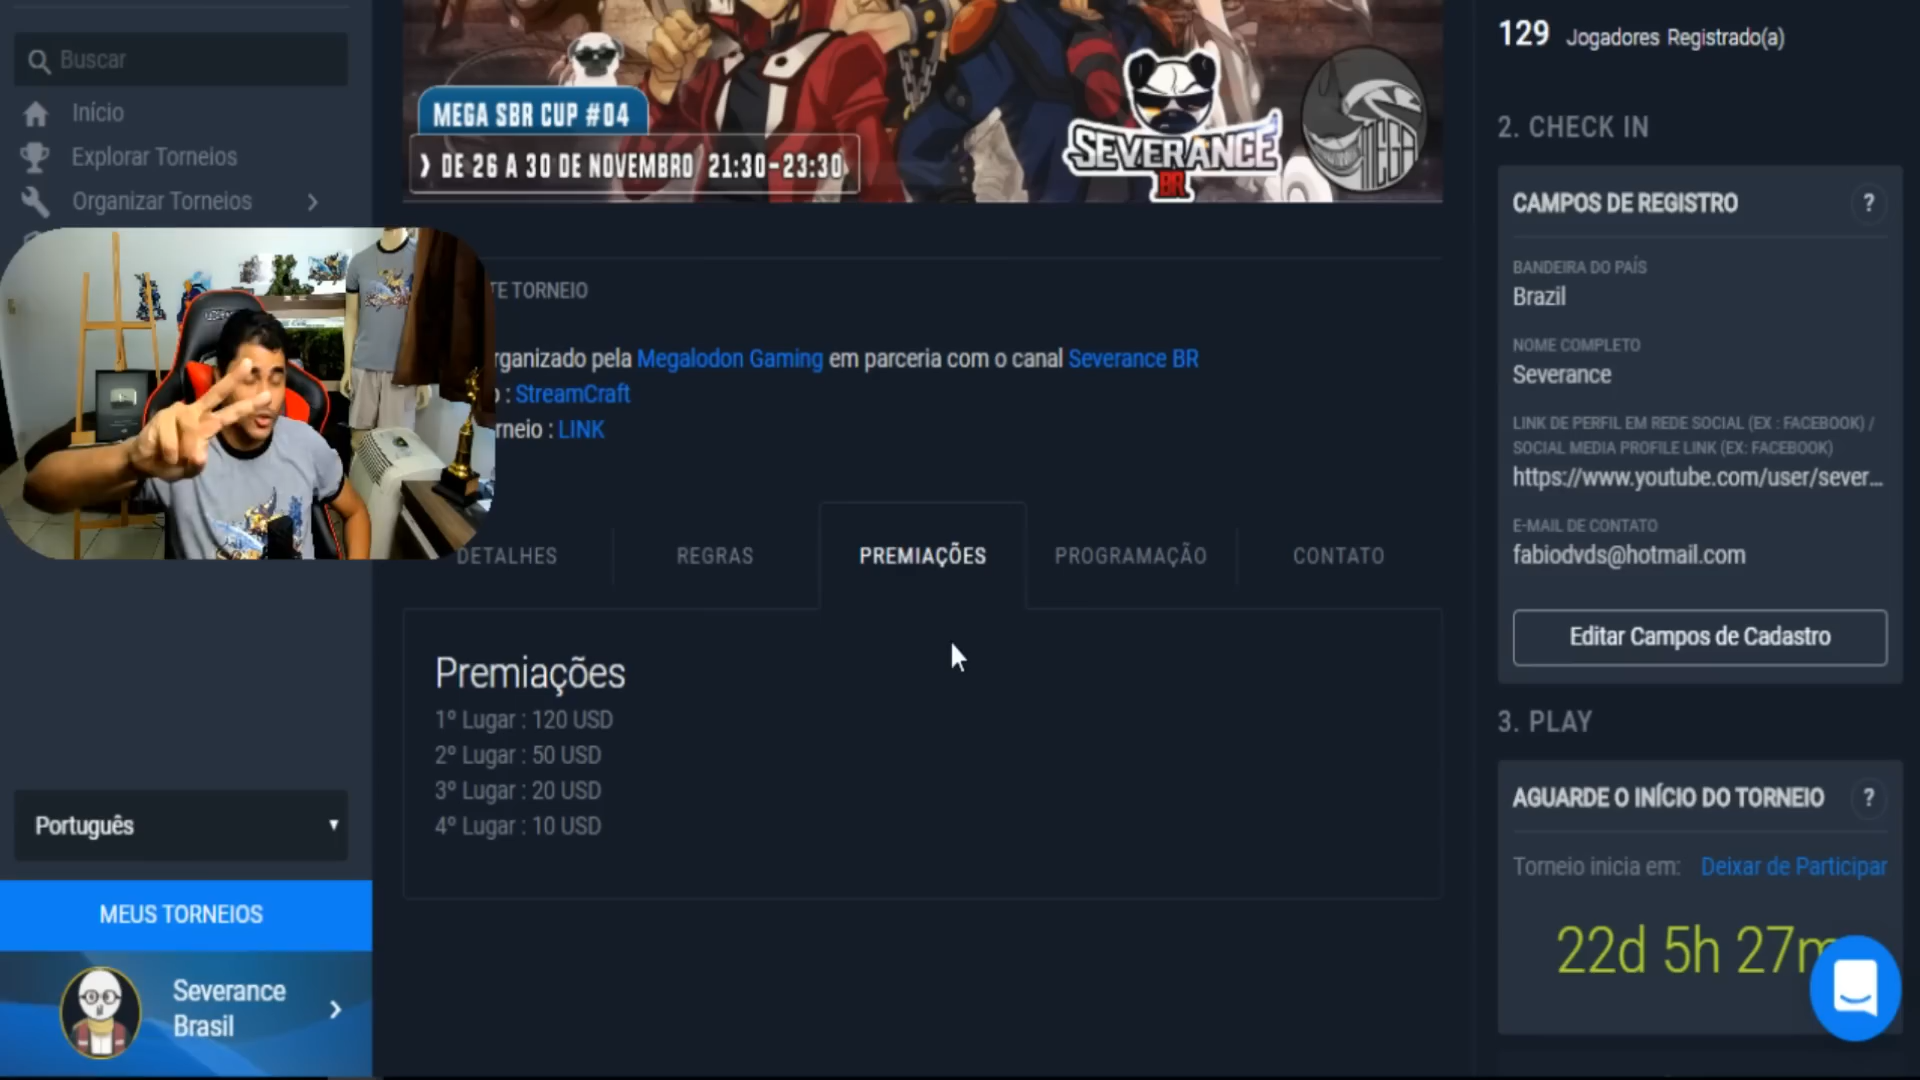 Buscar
Início
Explorar Torneios
Organizar Torneios
MEGA SBR CUP #04
DE 26 A 30 DE NOVEMBRO 21:30-23:30
SEVERANCE
BR
MEGA
TE TORNEIO
rganizado pela Megalodon Gaming em parceria com o canal Severance BR
o : StreamCraft
rneio : LINK
DETALHES
REGRAS
PREMIAÇÕES
PROGRAMAÇÃO
CONTATO
Premiações
1º Lugar : 120 USD
2º Lugar : 50 USD
3º Lugar : 20 USD
4º Lugar : 10 USD
Português
MEUS TORNEIOS
Severance
Brasil
129 Jogadores Registrado(a)
2. CHECK IN
CAMPOS DE REGISTRO ?
BANDEIRA DO PAÍS
Brazil
NOME COMPLETO
Severance
LINK DE PERFIL EM REDE SOCIAL (EX : FACEBOOK) /
SOCIAL MEDIA PROFILE LINK (EX: FACEBOOK)
https://www.youtube.com/user/sever...
E-MAIL DE CONTATO
fabiodvds@hotmail.com
Editar Campos de Cadastro
3. PLAY
AGUARDE O INÍCIO DO TORNEIO ?
Torneio inicia em: Deixar de Participar
22d 5h 27m